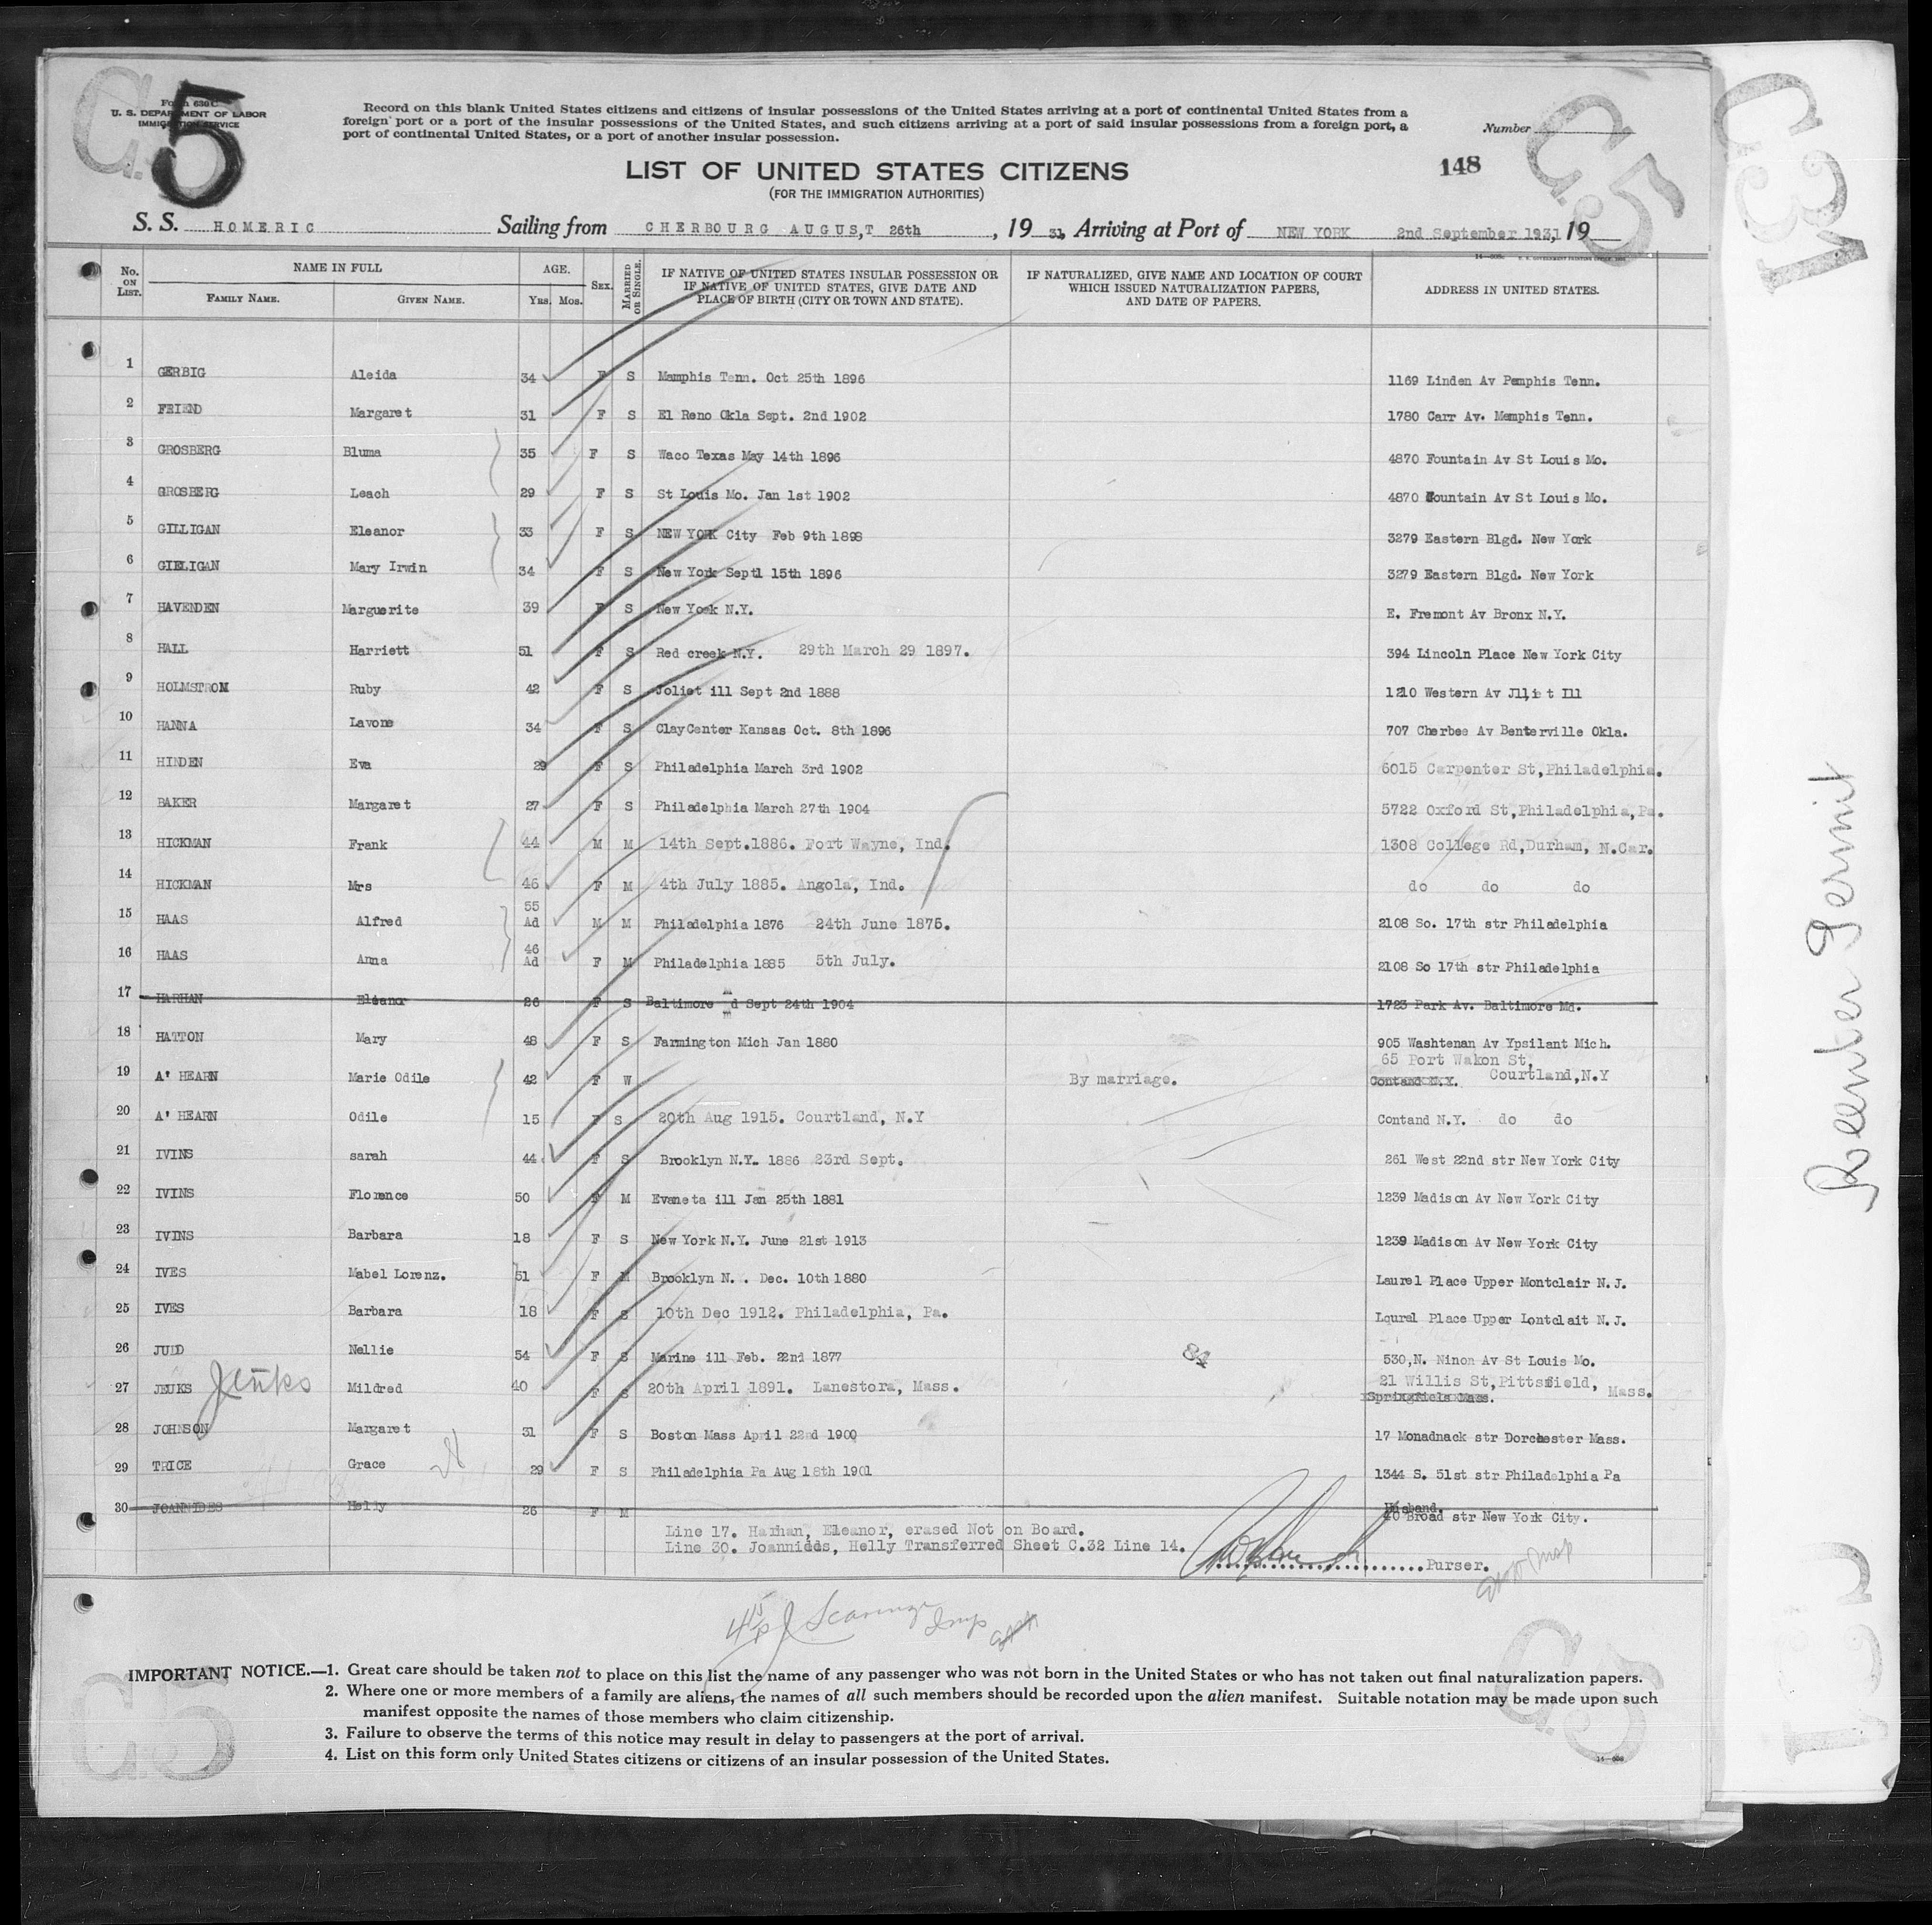 Form 630 C
U. S. DEPARTMENT OF LABOR
IMMIGRATION SERVICE
C.5
5
Record on this blank United States citizens and citizens of insular possessions of the United States arriving at a port of continental United States from a
foreign port or a port of the insular possessions of the United States, and such citizens arriving at a port of said insular possessions from a foreign port, a
port of continental United States, or a port of another insular possession.
Number
C.5
C31
LIST OF UNITED STATES CITIZENS
(FOR THE IMMIGRATION AUTHORITIES)
148
S. S. HOMERIC Sailing from CHERBOURG AUGUS,T 26th , 19 31, Arriving at Port of NEW YORK 2nd September 1931, 19
No. ON LIST. NAME IN FULL AGE. SEX. MARRIED OR SINGLE. IF NATIVE OF UNITED STATES INSULAR POSSESSION OR IF NATIVE OF UNITED STATES, GIVE DATE AND PLACE OF BIRTH (CITY OR TOWN AND STATE). IF NATURALIZED, GIVE NAME AND LOCATION OF COURT WHICH ISSUED NATURALIZATION PAPERS, AND DATE OF PAPERS. ADDRESS IN UNITED STATES.
FAMILY NAME. GIVEN NAME. Yrs. Mos.
1 GERBIG Aleida 34 F S Mamphis Tenn. Oct 25th 1896 1169 Linden Av Pemphis Tenn.
2 FEIEND Margaret 31 F S El Reno Okla Sept. 2nd 1902 1780 Carr Av. Memphis Tenn.
3 GROSBERG Bluma 35 F S Waco Texas May 14th 1896 4870 Fountain Av St Louis Mo.
4 GROSBERG Leach 29 F S St Louis Mo. Jan 1st 1902 4870 Fountain Av St Louis Mo.
5 GILLIGAN Eleanor 33 F S NEW YORK City Feb 9th 1898 3279 Eastern Blgd. New York
6 GILLIGAN Mary Irwin 34 F S New York Septl 15th 1896 3279 Eastern Blgd. New York
7 HAVENDEN Marguerite 39 F S New York N.Y. E. Fremont Av Bronx N.Y.
8 HALL Harriett 51 F S Red creek N.Y. 29th March 29 1897. 394 Lincoln Place New York City
9 HOLMSTROM Ruby 42 F S Joliet ill Sept 2nd 1888 1210 Western Av Jlliet Ill
10 HANNA Lavone 34 F S ClayCenter Kansas Oct. 8th 1896 707 Cherbee Av Benterville Okla.
11 HINDEN Eva 29 F S Philadelphia March 3rd 1902 6015 Carpenter St,Philadelphia.
12 BAKER Margaret 27 F S Philadelphia March 27th 1904 5722 Oxford St,Philadelphia,Pa.
13 HICKMAN Frank 44 M M 14th Sept.1886. Fort Wayne, Ind. 1308 College Rd,Durham, N.Car.
14 HICKMAN Mrs 46 F M 4th July 1885. Angola, Ind. do do do
15 HAAS Alfred 55 Ad M M Philadelphia 1876 24th June 1875. 2108 So. 17th str Philadelphia
16 HAAS Anna 46 Ad F M Philadelphia 1885 5th July. 2108 So 17th str Philadelphia
17 HARHAN Eleanor 26 F S Baltimore md Sept 24th 1904 1723 Park Av. Baltimore Md.
18 HATTON Mary 48 F S Farmington Mich Jan 1880 905 Washtenan Av Ypsilant Mich.
65 Port Wakon St,
19 A' HEARN Marie Odile 42 F W By marriage. Contand N.Y. Courtland,N.Y
20 A' HEARN Odile 15 F S 20th Aug 1915. Courtland, N.Y Contand N.Y. do do
21 IVINS sarah 44 F S Brooklyn N.Y. 1886 23rd Sept. 261 West 22nd str New York City
22 IVINS Florence 50 F M Evaneta ill Jan 25th 1881 1239 Madison Av New York City
23 IVINS Barbara 18 F S New York N.Y. June 21st 1913 1239 Madison Av New York City
24 IVES Mabel Lorenz. 51 F M Brooklyn N. . Dec. 10th 1880 Laurel Place Upper Montclair N.J.
25 IVES Barbara 18 F S 10th Dec 1912. Philadelphia, Pa. Loural Place Upper Lontclait N.J.
26 JUDD Nellie 54 F S Marine ill Feb. 22nd 1877 84 530,N. Ninon Av St Louis Mo.
27 JEUKS Jenks Mildred 40 F S 20th April 1891. Lanestora, Mass. 21 Willis St,Pittsfield, Mass.
Springfiels Mass.
28 JOHNSON Margaret 31 F S Boston Mass April 22nd 1900 17 Monadnack str Dorchester Mass.
29 TRICE Grace 29 F S Philadelphia Pa Aug 18th 1901 1344 S. 51st str Philadelphia Pa
30 JOANNIDES Helly 26 F M Husband.
40 Broad str New York City.
Line 17. Harhan, Eleanor, erased Not on Board.
Line 30. Joannidds, Helly Transferred Sheet C.32 Line 14.
Purser.
IMPORTANT NOTICE.—1. Great care should be taken not to place on this list the name of any passenger who was not born in the United States or who has not taken out final naturalization papers.
2. Where one or more members of a family are aliens, the names of all such members should be recorded upon the alien manifest. Suitable notation may be made upon such
manifest opposite the names of those members who claim citizenship.
3. Failure to observe the terms of this notice may result in delay to passengers at the port of arrival.
4. List on this form only United States citizens or citizens of an insular possession of the United States.
C.5
C.5
Reenter Permit